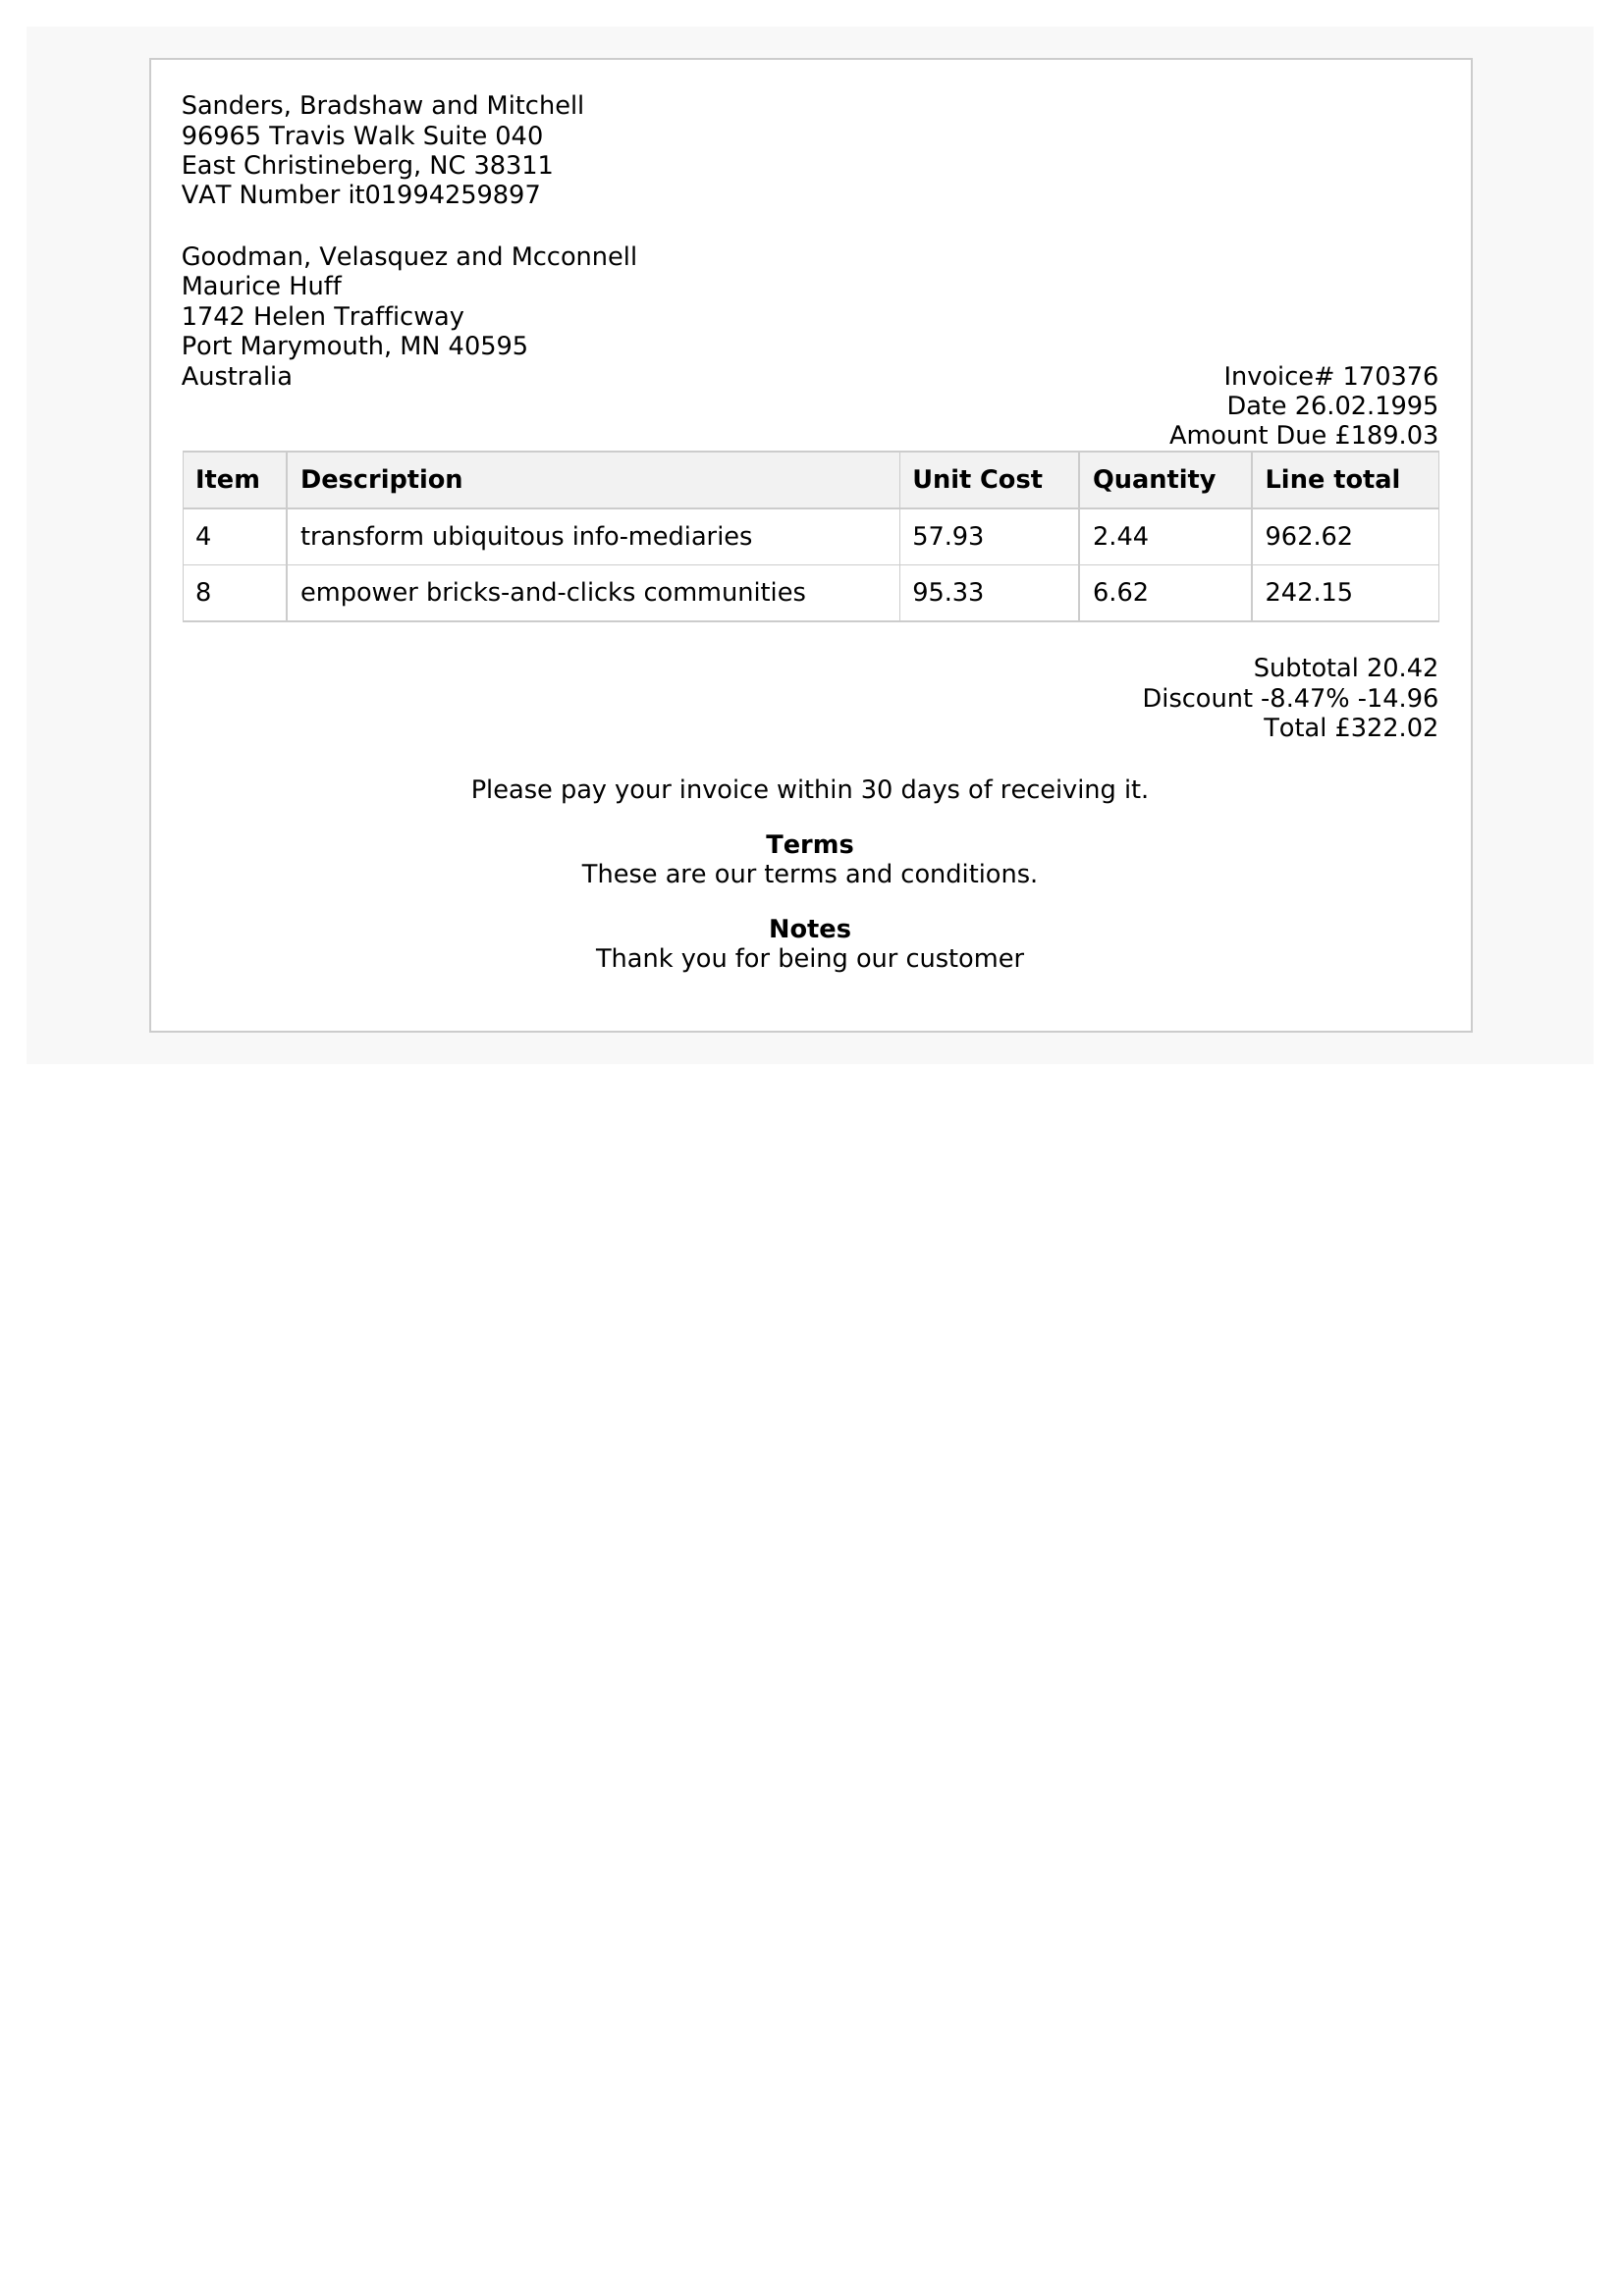 Sanders, Bradshaw and Mitchell
96965 Travis Walk Suite 040
East Christineberg, NC 38311
VAT Number it01994259897
Goodman, Velasquez and Mcconnell
Maurice Huff
1742 Helen Trafficway
Port Marymouth, MN 40595
Australia
Invoice# 170376
Date 26.02.1995
Amount Due £189.03
Item Description Unit Cost Quantity Line total
4 transform ubiquitous info-mediaries 57.93 2.44 962.62
8 empower bricks-and-clicks communities 95.33 6.62 242.15
Subtotal 20.42
Discount -8.47% -14.96
Total £322.02
Please pay your invoice within 30 days of receiving it.
Terms
These are our terms and conditions.
Notes
Thank you for being our customer